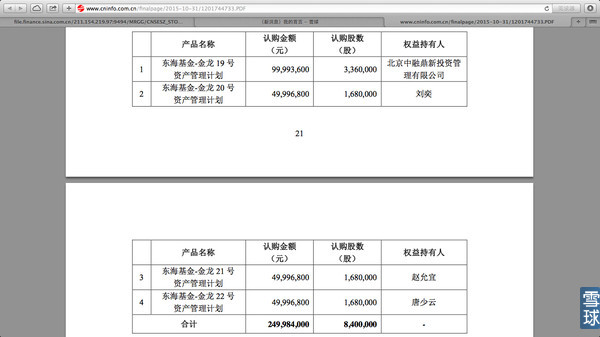 www.cninfo.com.cn/finalpage/2015-10-31/1201744733.PDF
阅读器
file.finance.sina.com.cn/211.154.219.97:9494/MRGG/CNSESZ_STO...
我的首页 - 雪球
www.cninfo.com.cn/finalpage/2015-10-31/1201744733.PDF
产品名称 认购金额（元） 认购股数（股） 权益持有人
1 东海基金-金龙 19 号资产管理计划 99,993,600 3,360,000 北京中融鼎新投资管理有限公司
2 东海基金-金龙 20 号资产管理计划 49,996,800 1,680,000 刘奕
21
产品名称 认购金额（元） 认购股数（股） 权益持有人
3 东海基金-金龙 21 号资产管理计划 49,996,800 1,680,000 赵允宜
4 东海基金-金龙 22 号资产管理计划 49,996,800 1,680,000 唐少云
合计 249,984,000 8,400,000 -
雪球